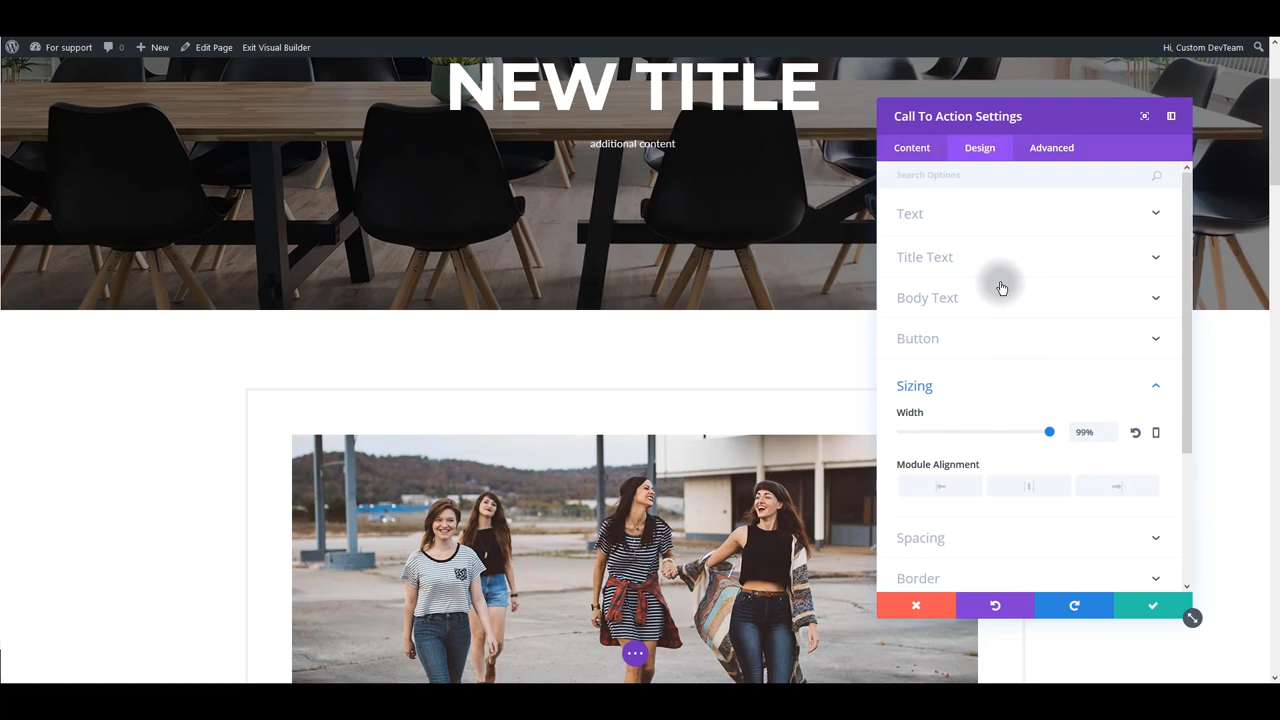 For support
0
New
Edit Page
Exit Visual Builder
Hi, Custom DevTeam
NEW TITLE
additional content
Call To Action Settings
Content
Design
Advanced
Search Options
Text
Title Text
Body Text
Button
Sizing
Width
99%
Module Alignment
Spacing
Border